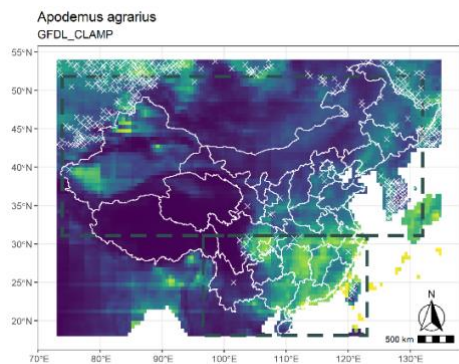 Apodemus agrarius
GFDL_CLAMP
55°N
50°N
45°N
40°N
35°N
30°N
25°N
20°N
N
500 km
70°E 80°E 90°E 100°E 110°E 120°E 130°E